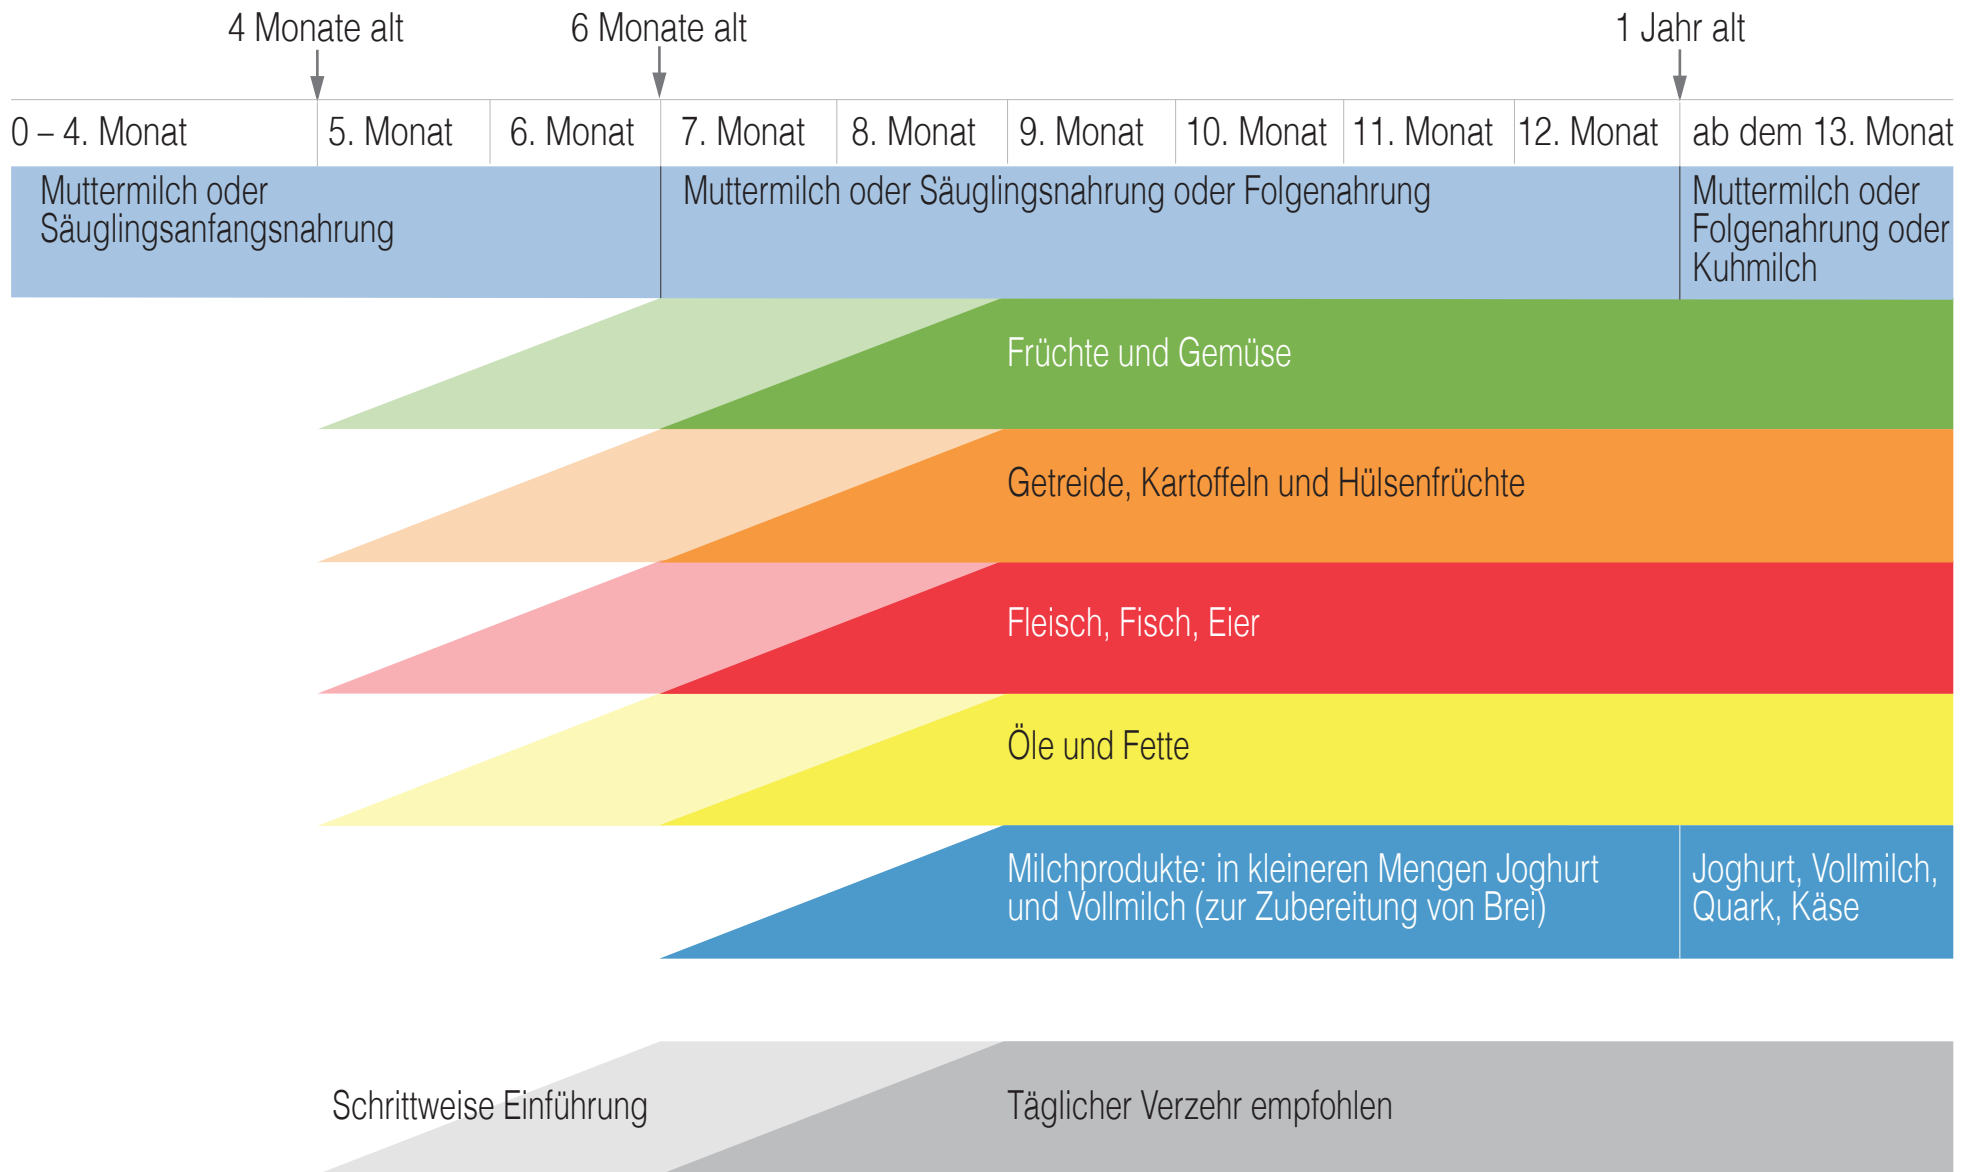 4 Monate alt
6 Monate alt
1 Jahr alt
0 – 4. Monat
5. Monat
6. Monat
7. Monat
8. Monat
9. Monat
10. Monat
11. Monat
12. Monat
ab dem 13. Monat
Muttermilch oder
Säuglingsanfangsnahrung
Muttermilch oder Säuglingsnahrung oder Folgenahrung
Muttermilch oder
Folgenahrung oder
Kuhmilch
Früchte und Gemüse
Getreide, Kartoffeln und Hülsenfrüchte
Fleisch, Fisch, Eier
Öle und Fette
Milchprodukte: in kleineren Mengen Joghurt
und Vollmilch (zur Zubereitung von Brei)
Joghurt, Vollmilch,
Quark, Käse
Schrittweise Einführung
Täglicher Verzehr empfohlen